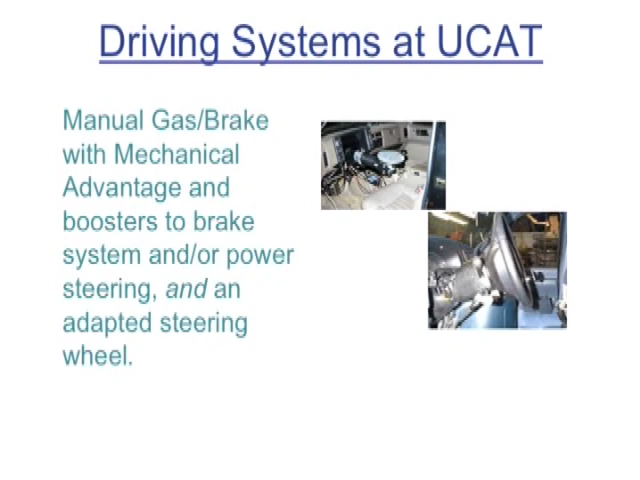 Driving Systems at UCAT
Manual Gas/Brake
with Mechanical
Advantage and
boosters to brake
system and/or power
steering, and an
adapted steering
wheel.